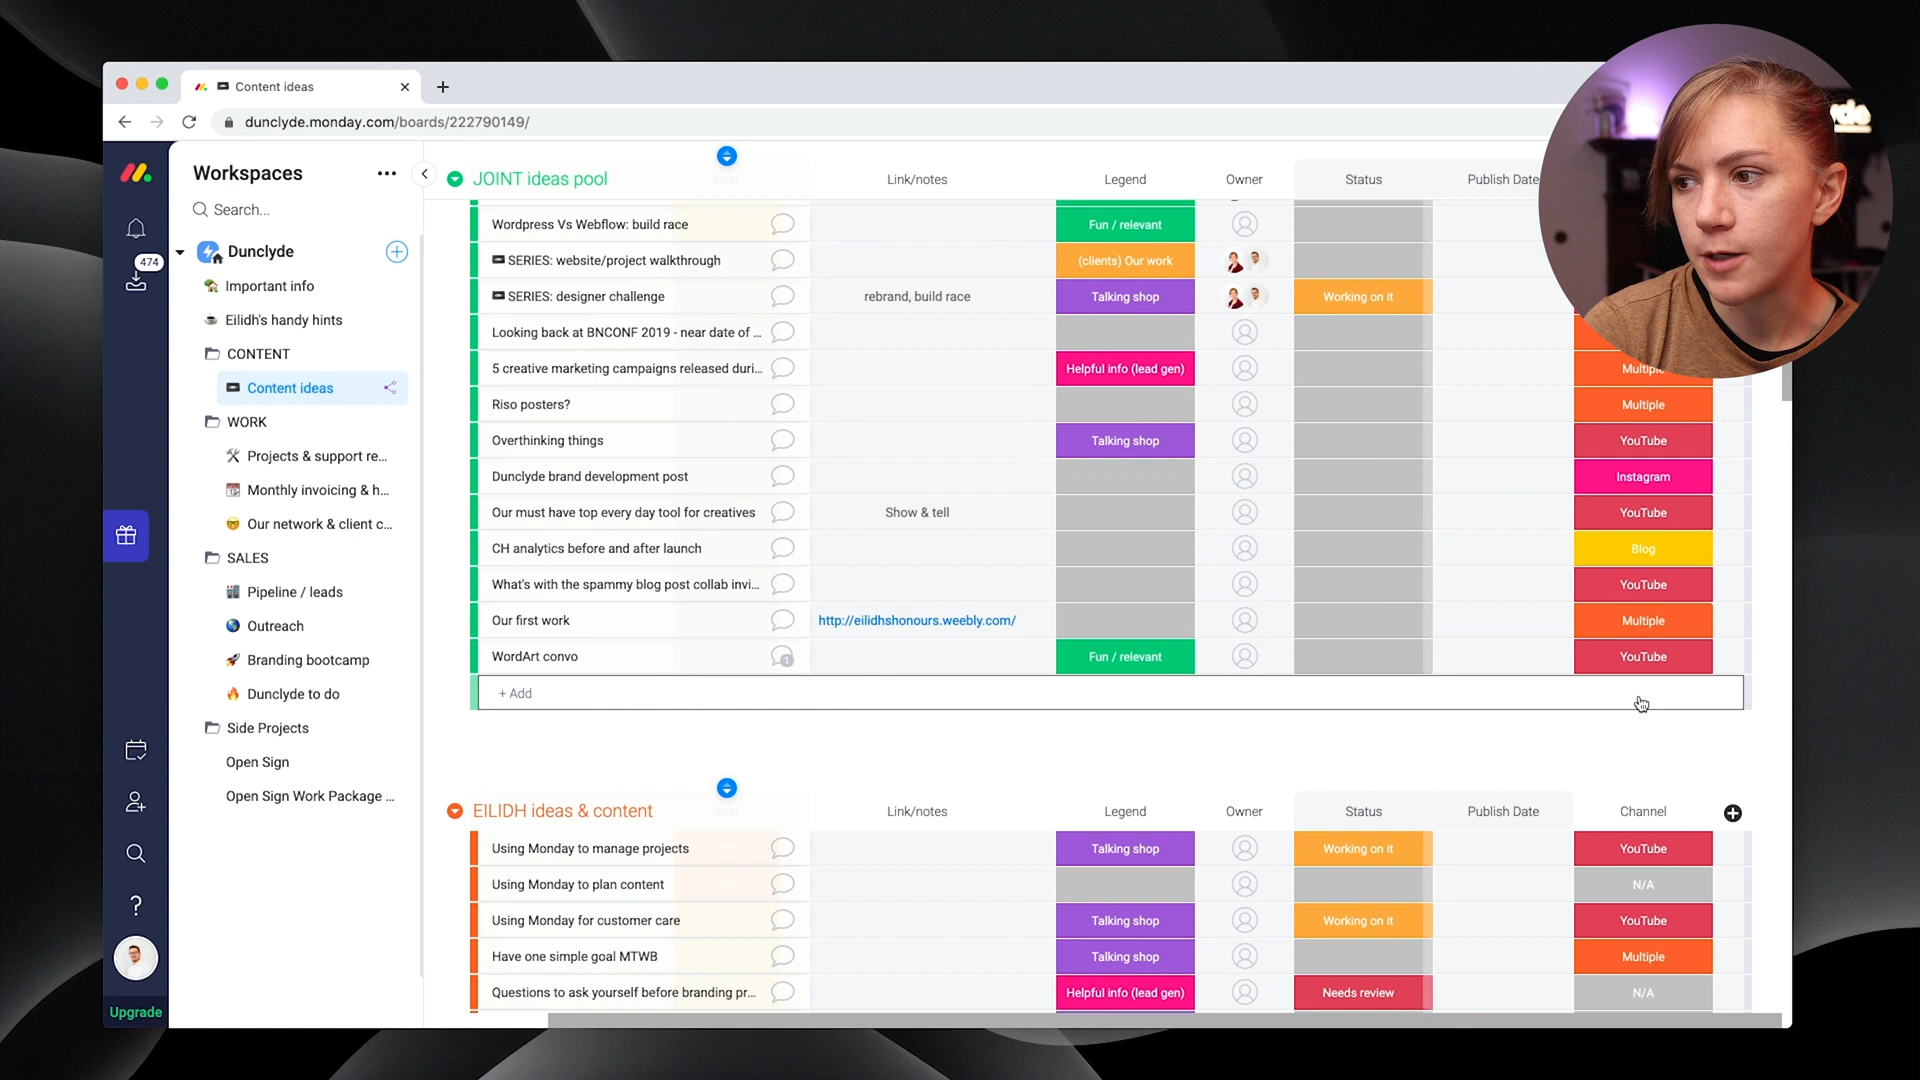 Content ideas
dunclyde.monday.com/boards/222790149/
Workspaces
Search...
474
Dunclyde
Important info
Eilidh's handy hints
CONTENT
Content ideas
WORK
Projects & support re...
Monthly invoicing & h...
Our network & client c...
SALES
Pipeline / leads
Outreach
Branding bootcamp
Dunclyde to do
Side Projects
Open Sign
Open Sign Work Package ...
Upgrade
JOINT ideas pool Link/notes Legend Owner Status Publish Date
Wordpress Vs Webflow: build race Fun / relevant
SERIES: website/project walkthrough (clients) Our work
SERIES: designer challenge rebrand, build race Talking shop Working on it
Looking back at BNCONF 2019 - near date of ...
5 creative marketing campaigns released duri... Helpful info (lead gen) Multiple
Riso posters? Multiple
Overthinking things Talking shop YouTube
Dunclyde brand development post Instagram
Our must have top every day tool for creatives Show & tell YouTube
CH analytics before and after launch Blog
What's with the spammy blog post collab invi... YouTube
Our first work http://eilidhshonours.weebly.com/ Multiple
WordArt convo 1 Fun / relevant YouTube
+ Add
EILIDH ideas & content Link/notes Legend Owner Status Publish Date Channel
Using Monday to manage projects Talking shop Working on it YouTube
Using Monday to plan content N/A
Using Monday for customer care Talking shop Working on it YouTube
Have one simple goal MTWB Talking shop Multiple
Questions to ask yourself before branding pr... Helpful info (lead gen) Needs review N/A